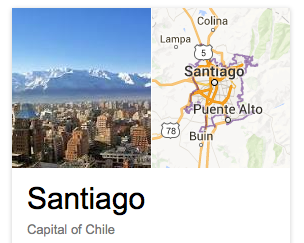 Colina
Lampa
5
Santiago
Puente Alto
78
Buin
Santiago
Capital of Chile